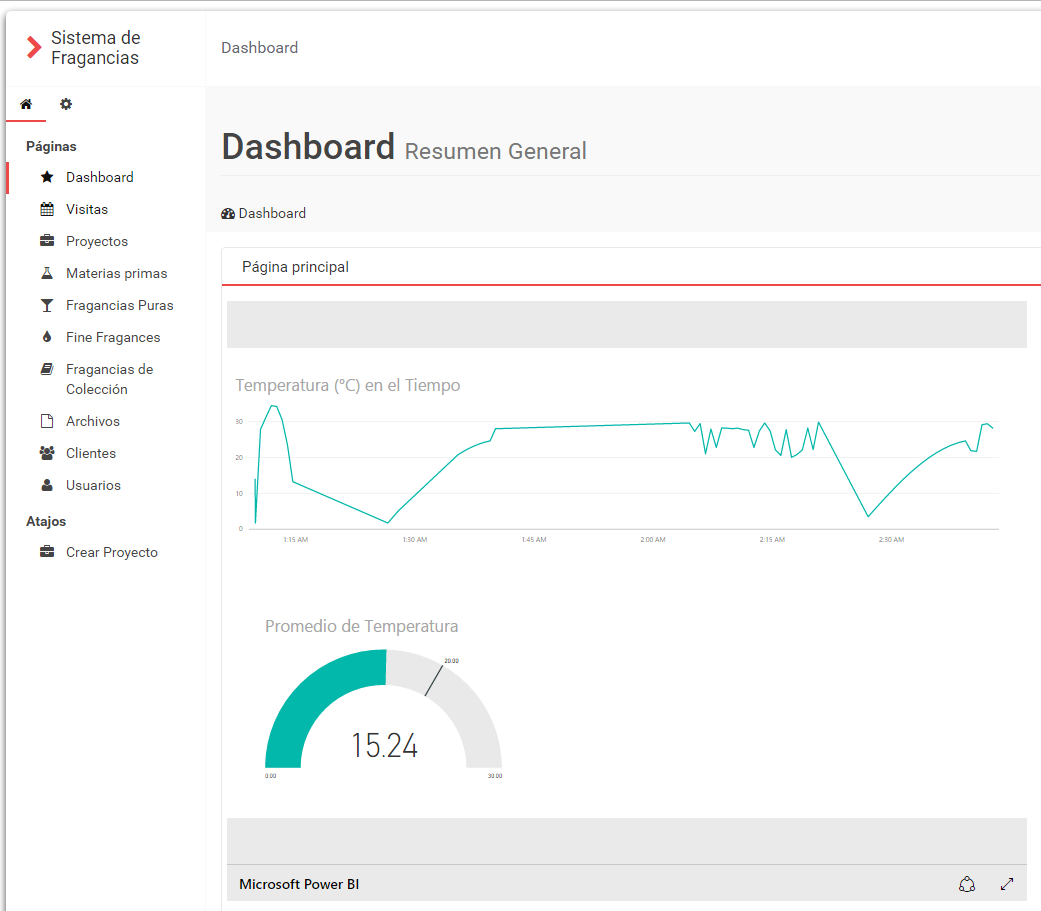 Sistema de
Fragancias
Dashboard
Páginas
Dashboard
Visitas
Proyectos
Materias primas
Fragancias Puras
Fine Fragances
Fragancias de
Colección
Archivos
Clientes
Usuarios
Atajos
Crear Proyecto
Dashboard Resumen General
Dashboard
Página principal
Temperatura (°C) en el Tiempo
30
20
10
0
1:15 AM 1:30 AM 1:45 AM 2:00 AM 2:15 AM 2:30 AM
Promedio de Temperatura
20.00
15.24
0.00 30.00
Microsoft Power BI